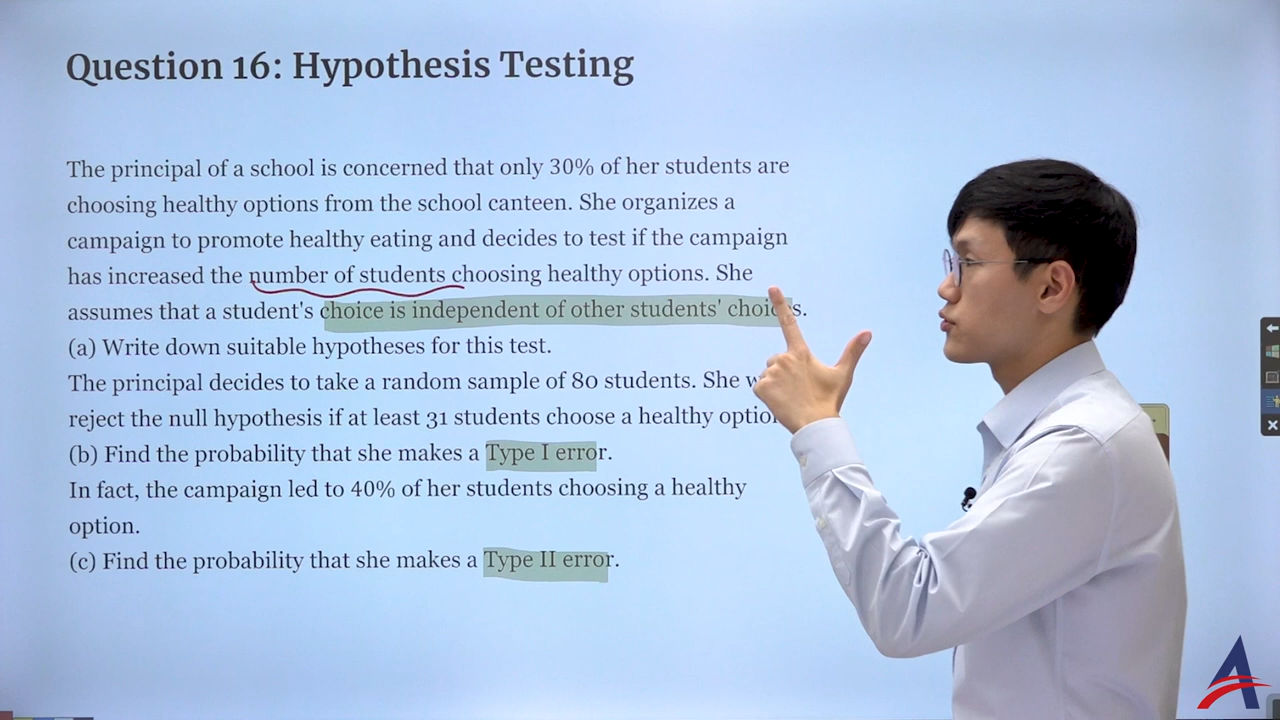 Question 16: Hypothesis Testing
The principal of a school is concerned that only 30% of her students are
choosing healthy options from the school canteen. She organizes a
campaign to promote healthy eating and decides to test if the campaign
has increased the number of students choosing healthy options. She
assumes that a student's choice is independent of other students' choices.
(a) Write down suitable hypotheses for this test.
The principal decides to take a random sample of 80 students. She
reject the null hypothesis if at least 31 students choose a healthy
(b) Find the probability that she makes a Type I error.
In fact, the campaign led to 40% of her students choosing a healthy
option.
(c) Find the probability that she makes a Type II error.